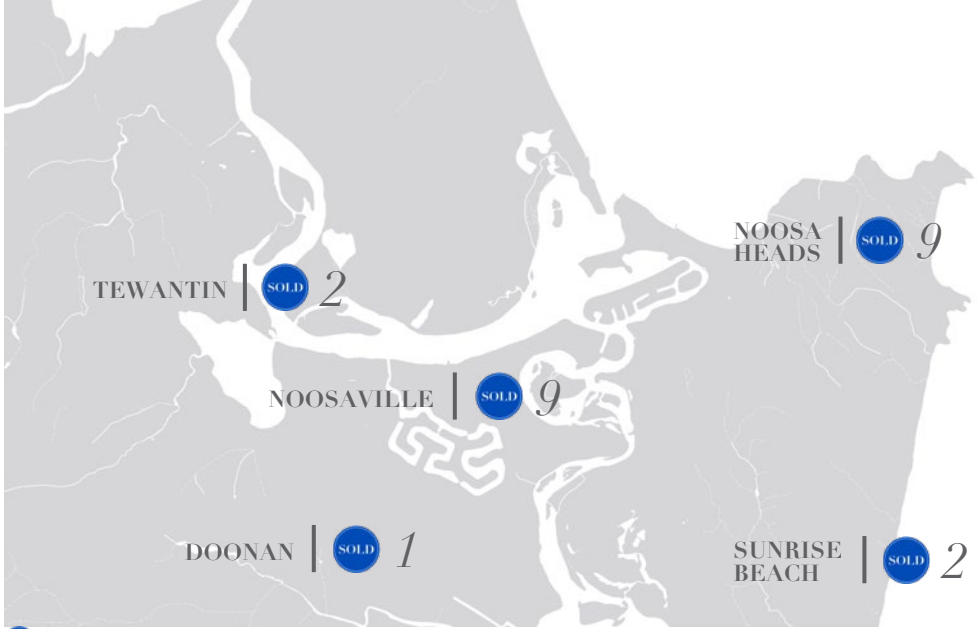 NOOSA
HEADS
SOLD
9
TEWANTIN
SOLD
2
NOOSAVILLE
SOLD
9
DOONAN
SOLD
1
SUNRISE
BEACH
SOLD
2